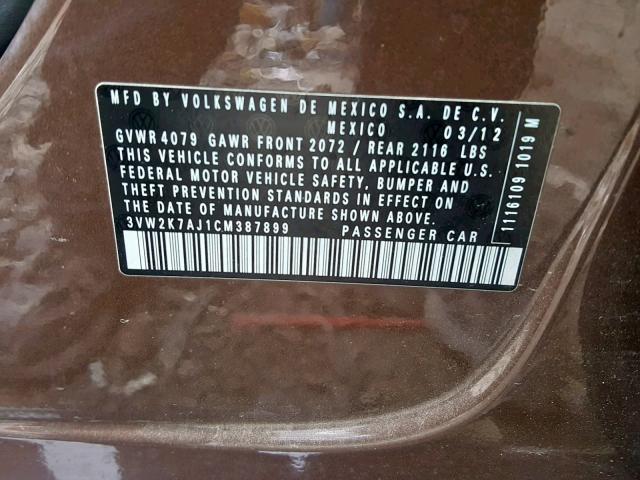 MFD BY VOLKSWAGEN DE MEXICO S.A. DE C.V.
MEXICO 03/12
GVWR 4079 GAWR FRONT 2072 / REAR 2116 LBS
THIS VEHICLE CONFORMS TO ALL APPLICABLE U.S.
FEDERAL MOTOR VEHICLE SAFETY, BUMPER AND
THEFT PREVENTION STANDARDS IN EFFECT ON
THE DATE OF MANUFACTURE SHOWN ABOVE.
3VW2K7AJ1CM387899 PASSENGER CAR
1116109 1019 M